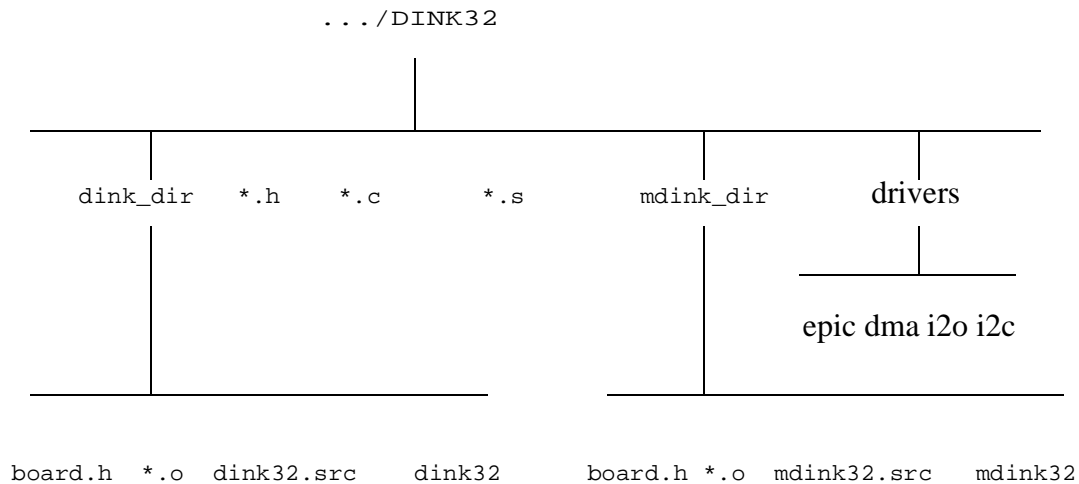 .../DINK32
dink_dir *.h *.c *.s mdink_dir drivers
epic dma i2o i2c
board.h *.o dink32.src dink32 board.h *.o mdink32.src mdink32